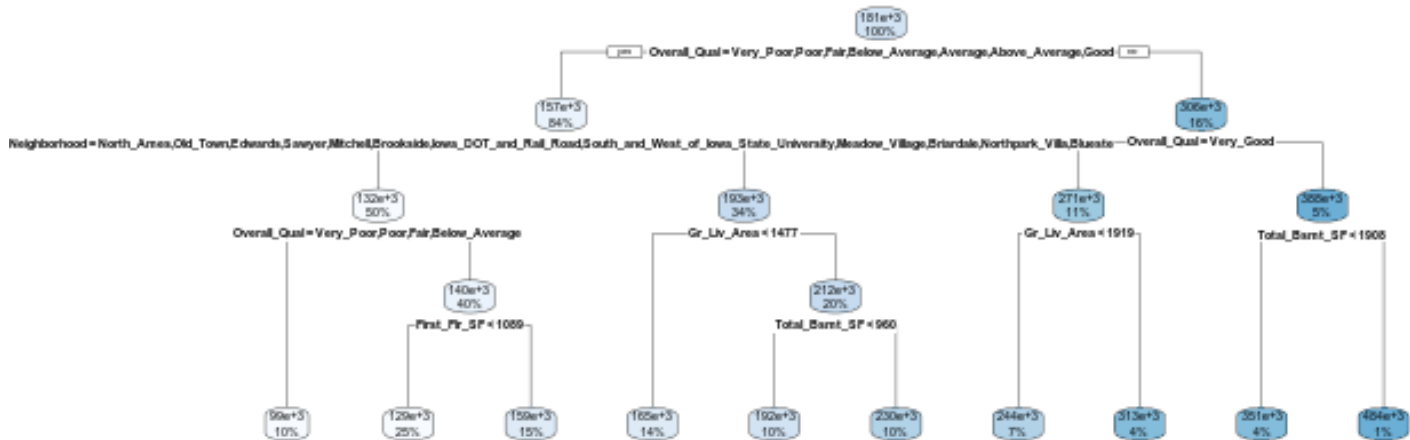 181e+3
100%
yes
Overall_Qual = Very_Poor,Poor,Fair,Below_Average,Average,Above_Average,Good
no
157e+3
84%
306e+3
16%
Neighborhood = North_Ames,Old_Town,Edwards,Sawyer,Mitchell,Brookside,Iowa_DOT_and_Rail_Road,South_and_West_of_Iowa_State_University,Meadow_Village,Briardale,Northpark_Villa,Blueste
Overall_Qual = Very_Good
132e+3
50%
193e+3
34%
271e+3
11%
388e+3
5%
Overall_Qual = Very_Poor,Poor,Fair,Below_Average
Gr_Liv_Area < 1477
Gr_Liv_Area < 1919
Total_Bsmt_SF < 1908
140e+3
40%
212e+3
20%
First_Flr_SF < 1089
Total_Bsmt_SF < 960
99e+3
10%
129e+3
25%
159e+3
15%
165e+3
14%
192e+3
10%
230e+3
10%
244e+3
7%
313e+3
4%
351e+3
4%
484e+3
1%